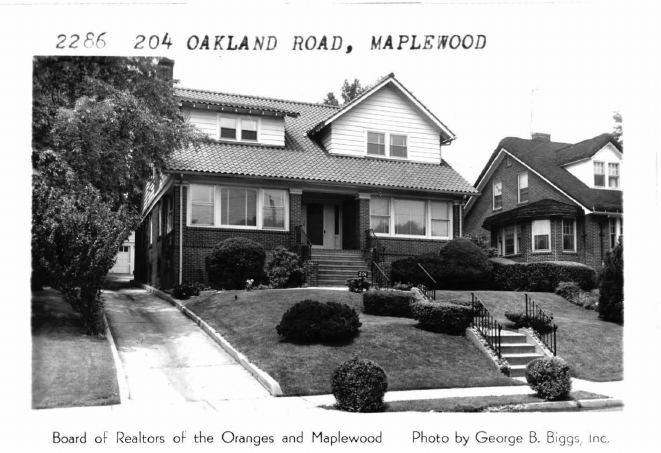 2286 204 OAKLAND ROAD, MAPLEWOOD
Board of Realtors of the Oranges and Maplewood Photo by George B. Biggs, Inc.